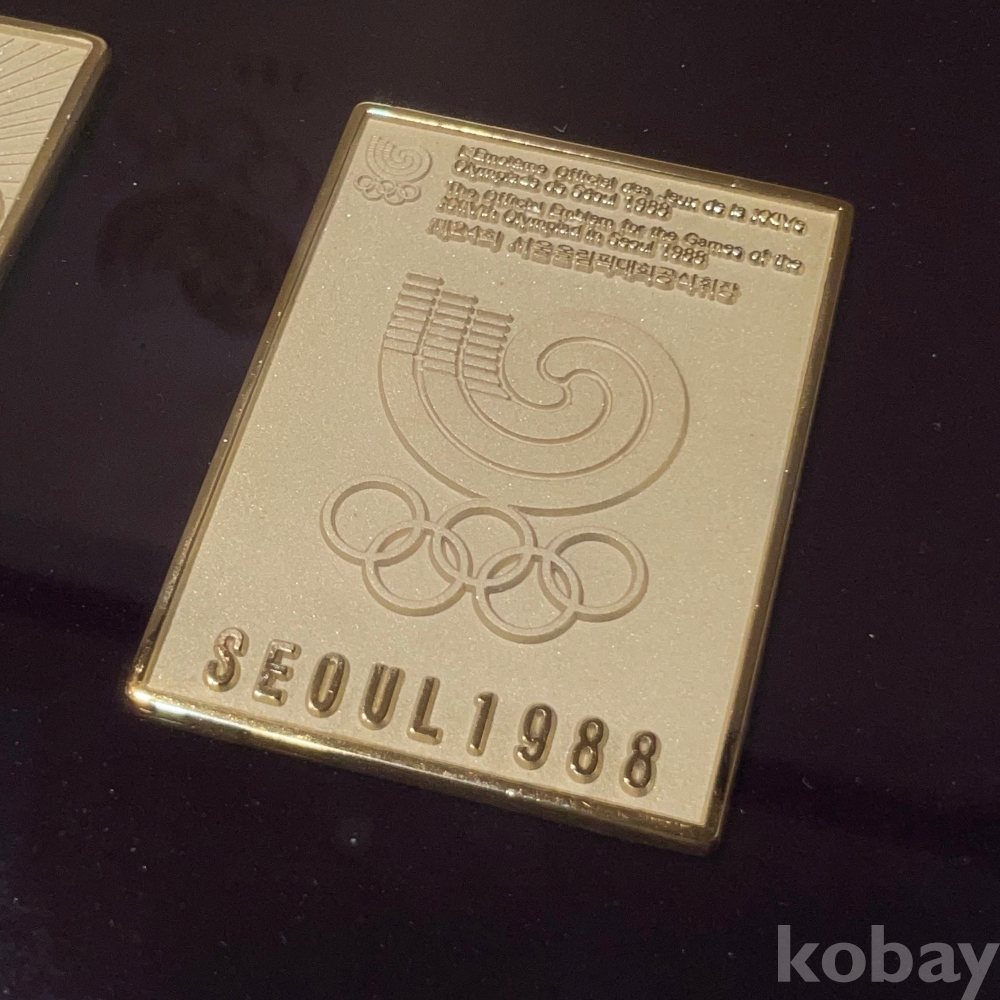 L'Emblème Officiel des Jeux de la XXIVe
Olympiade de Séoul 1988
The Official Emblem for the Games of the
XXIVth Olympiad in Seoul 1988
제24회 서울올림픽대회공식휘장
SEOUL1988
kobay